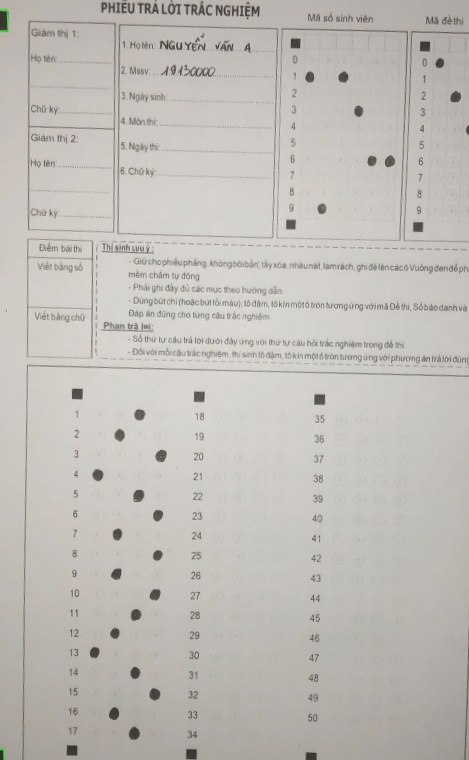 PHIẾU TRẢ LỜI TRẮC NGHIỆM
Giám thị 1:
Họ tên:
Chữ ký:
Giám thị 2:
Họ tên:
Chữ ký:
1. Họ tên: NGUYỄN VĂN A
2. Mssv: 19130000
3. Ngày sinh:
4. Môn thi:
5. Ngày thi:
6. Chữ ký:
Mã số sinh viên
0
1
2
3
4
5
6
7
8
9
Mã đề thi
0
1
2
3
4
5
6
7
8
9
Điểm bài thi
Viết bằng số
Viết bằng chữ
Thí sinh lưu ý:
- Giữ cho phiếu phẳng, không bôi bẩn, tẩy xóa, nhàu nát, làm rách, ghi đè lên các ô Vuông đen để ph
mềm chấm tự động
- Phải ghi đầy đủ các mục theo hướng dẫn
- Dùng bút chì (hoặc bút tối màu), tô đậm, tô kín một ô tròn tương ứng với mã Đề thi, Số báo danh và
Đáp án đúng cho từng câu trắc nghiệm
Phần trả lời:
- Số thứ tự câu trả lời dưới đây ứng với thứ tự câu hỏi trắc nghiệm trong đề thi.
- Đối với mỗi câu trắc nghiệm, thí sinh tô đậm, tô kín một ô tròn tương ứng với phương án trả lời đúng
1
2
3
4
5
6
7
8
9
10
11
12
13
14
15
16
17
18
19
20
21
22
23
24
25
26
27
28
29
30
31
32
33
34
35
36
37
38
39
40
41
42
43
44
45
46
47
48
49
50